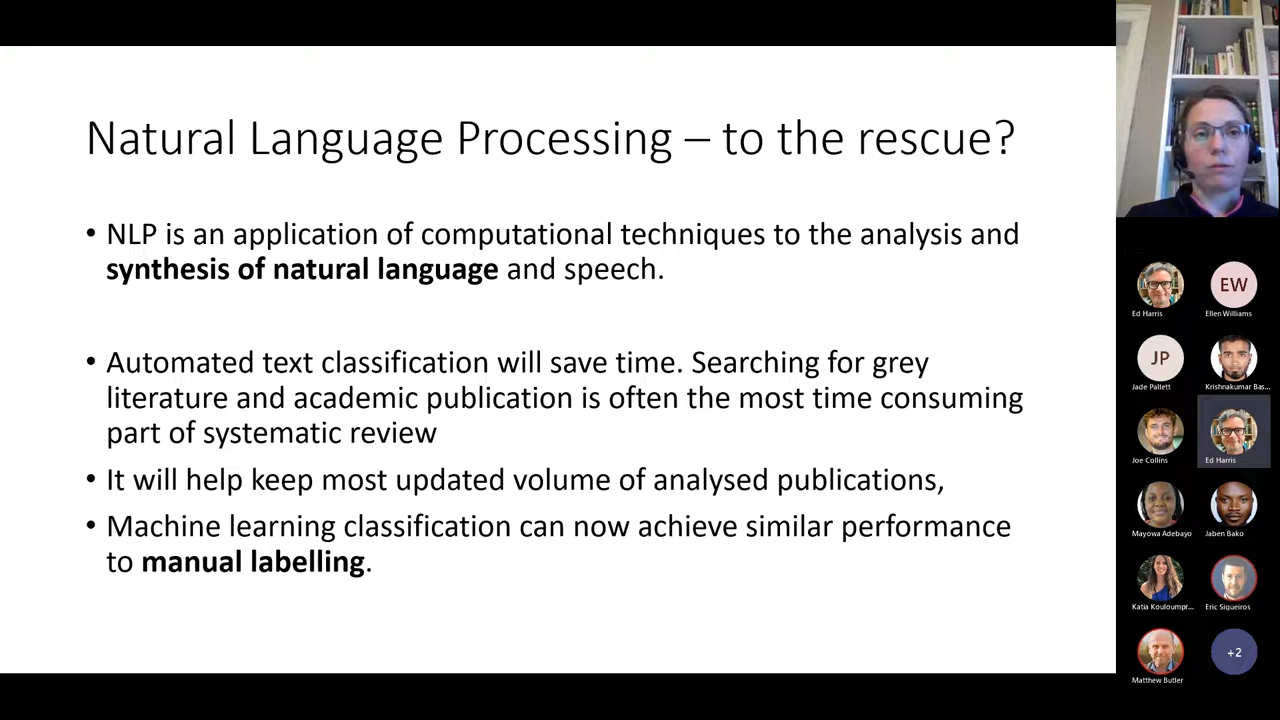 Natural Language Processing – to the rescue?
• NLP is an application of computational techniques to the analysis and
synthesis of natural language and speech.
• Automated text classification will save time. Searching for grey
literature and academic publication is often the most time consuming
part of systematic review
• It will help keep most updated volume of analysed publications,
• Machine learning classification can now achieve similar performance
to manual labelling.
Ed Harris
EW
Ellen Williams
JP
Jade Pallett
Krishnakumar Bas...
Joe Collins
Ed Harris
Mayowa Adebayo
Jaben Bako
Katia Kouloumpr...
Eric Siqueiros
Matthew Butler
+2